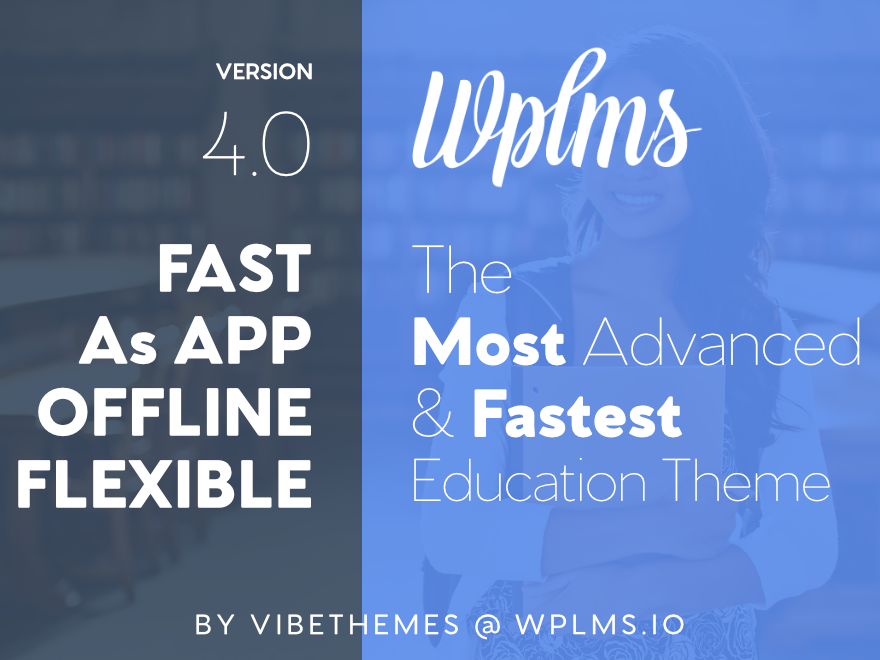 VERSION
4.0
FAST
As APP
OFFLINE
FLEXIBLE
Wplms
The
Most Advanced
& Fastest
Education Theme
BY VIBETHEMES @ WPLMS.IO